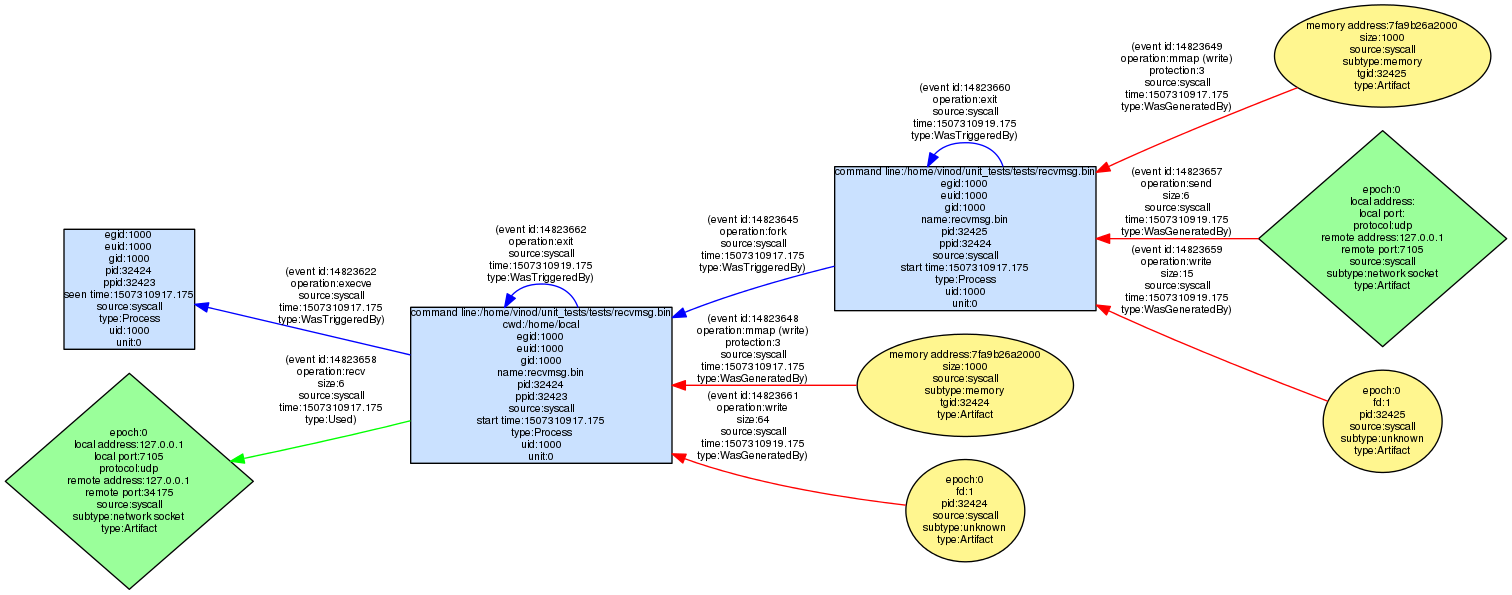 memory address:7fa9b26a2000
size:1000
source:syscall
subtype:memory
tgid:32425
type:Artifact
(event id:14823649
operation:mmap (write)
protection:3
source:syscall
time:1507310917.175
type:WasGeneratedBy)
(event id:14823660
operation:exit
source:syscall
time:1507310919.175
type:WasTriggeredBy)
command line:/home/vinod/unit_tests/tests/recvmsg.bin
egid:1000
euid:1000
gid:1000
name:recvmsg.bin
pid:32425
ppid:32424
source:syscall
start time:1507310917.175
type:Process
uid:1000
unit:0
(event id:14823657
operation:send
size:6
source:syscall
time:1507310919.175
type:WasGeneratedBy)
epoch:0
local address:
local port:
protocol:udp
remote address:127.0.0.1
remote port:7105
source:syscall
subtype:network socket
type:Artifact
(event id:14823659
operation:write
size:15
source:syscall
time:1507310919.175
type:WasGeneratedBy)
epoch:0
fd:1
pid:32425
source:syscall
subtype:unknown
type:Artifact
(event id:14823645
operation:fork
source:syscall
time:1507310917.175
type:WasTriggeredBy)
(event id:14823662
operation:exit
source:syscall
time:1507310919.175
type:WasTriggeredBy)
egid:1000
euid:1000
gid:1000
pid:32424
ppid:32423
seen time:1507310917.175
source:syscall
type:Process
uid:1000
unit:0
(event id:14823622
operation:execve
source:syscall
time:1507310917.175
type:WasTriggeredBy)
command line:/home/vinod/unit_tests/tests/recvmsg.bin
cwd:/home/local
egid:1000
euid:1000
gid:1000
name:recvmsg.bin
pid:32424
ppid:32423
source:syscall
start time:1507310917.175
type:Process
uid:1000
unit:0
(event id:14823648
operation:mmap (write)
protection:3
source:syscall
time:1507310917.175
type:WasGeneratedBy)
memory address:7fa9b26a2000
size:1000
source:syscall
subtype:memory
tgid:32424
type:Artifact
(event id:14823658
operation:recv
size:6
source:syscall
time:1507310917.175
type:Used)
epoch:0
local address:127.0.0.1
local port:7105
protocol:udp
remote address:127.0.0.1
remote port:34175
source:syscall
subtype:network socket
type:Artifact
(event id:14823661
operation:write
size:64
source:syscall
time:1507310919.175
type:WasGeneratedBy)
epoch:0
fd:1
pid:32424
source:syscall
subtype:unknown
type:Artifact